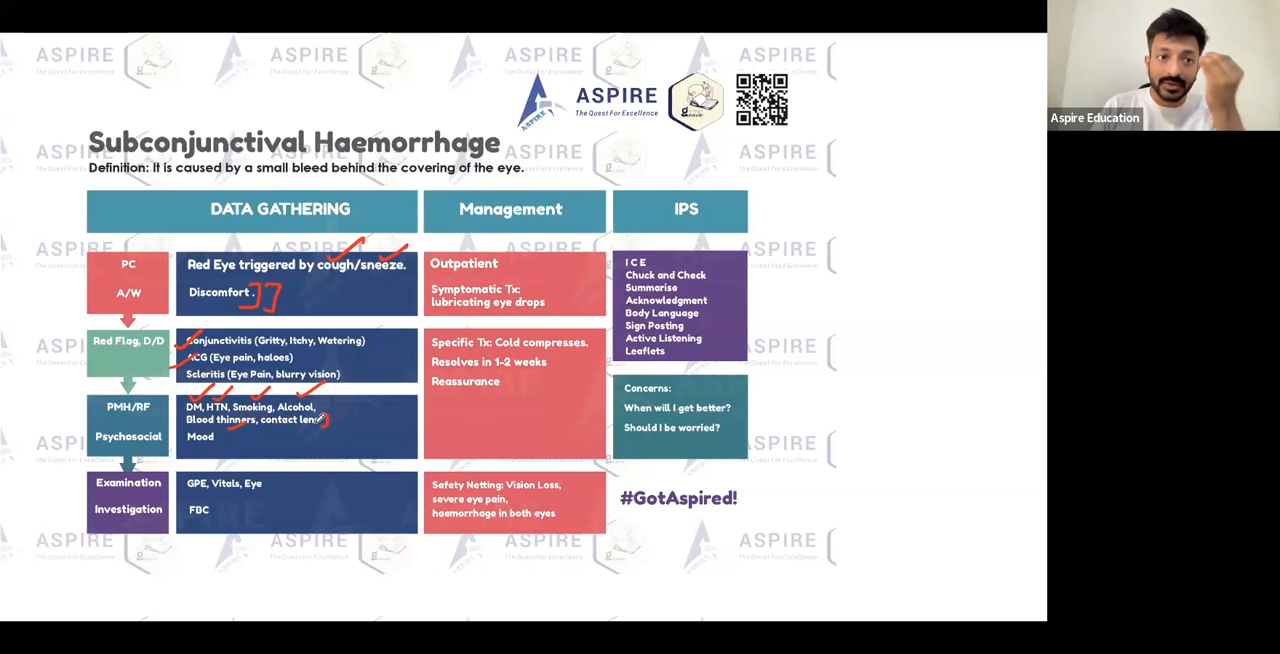 ASPIRE
The Quest For Excellence
genie
Subconjunctival Haemorrhage
Definition: It is caused by a small bleed behind the covering of the eye.
DATA GATHERING
Management
IPS
PC
A/W
Red Eye triggered by cough/sneeze.
Discomfort .
Outpatient
Symptomatic Tx:
lubricating eye drops
I C E
Chuck and Check
Summarise
Acknowledgment
Body Language
Sign Posting
Active Listening
Leaflets
Red Flag, D/D
Conjunctivitis (Gritty, Itchy, Watering)
ACG (Eye pain, haloes)
Scleritis (Eye Pain, blurry vision)
Specific Tx: Cold compresses.
Resolves in 1-2 weeks
Reassurance
PMH/RF
Psychosocial
DM, HTN, Smoking, Alcohol,
Blood thinners, contact lens
Mood
Concerns:
When will I get better?
Should I be worried?
Examination
Investigation
GPE, Vitals, Eye
FBC
Safety Netting: Vision Loss,
severe eye pain,
haemorrhage in both eyes
#GotAspired!
Aspire Education